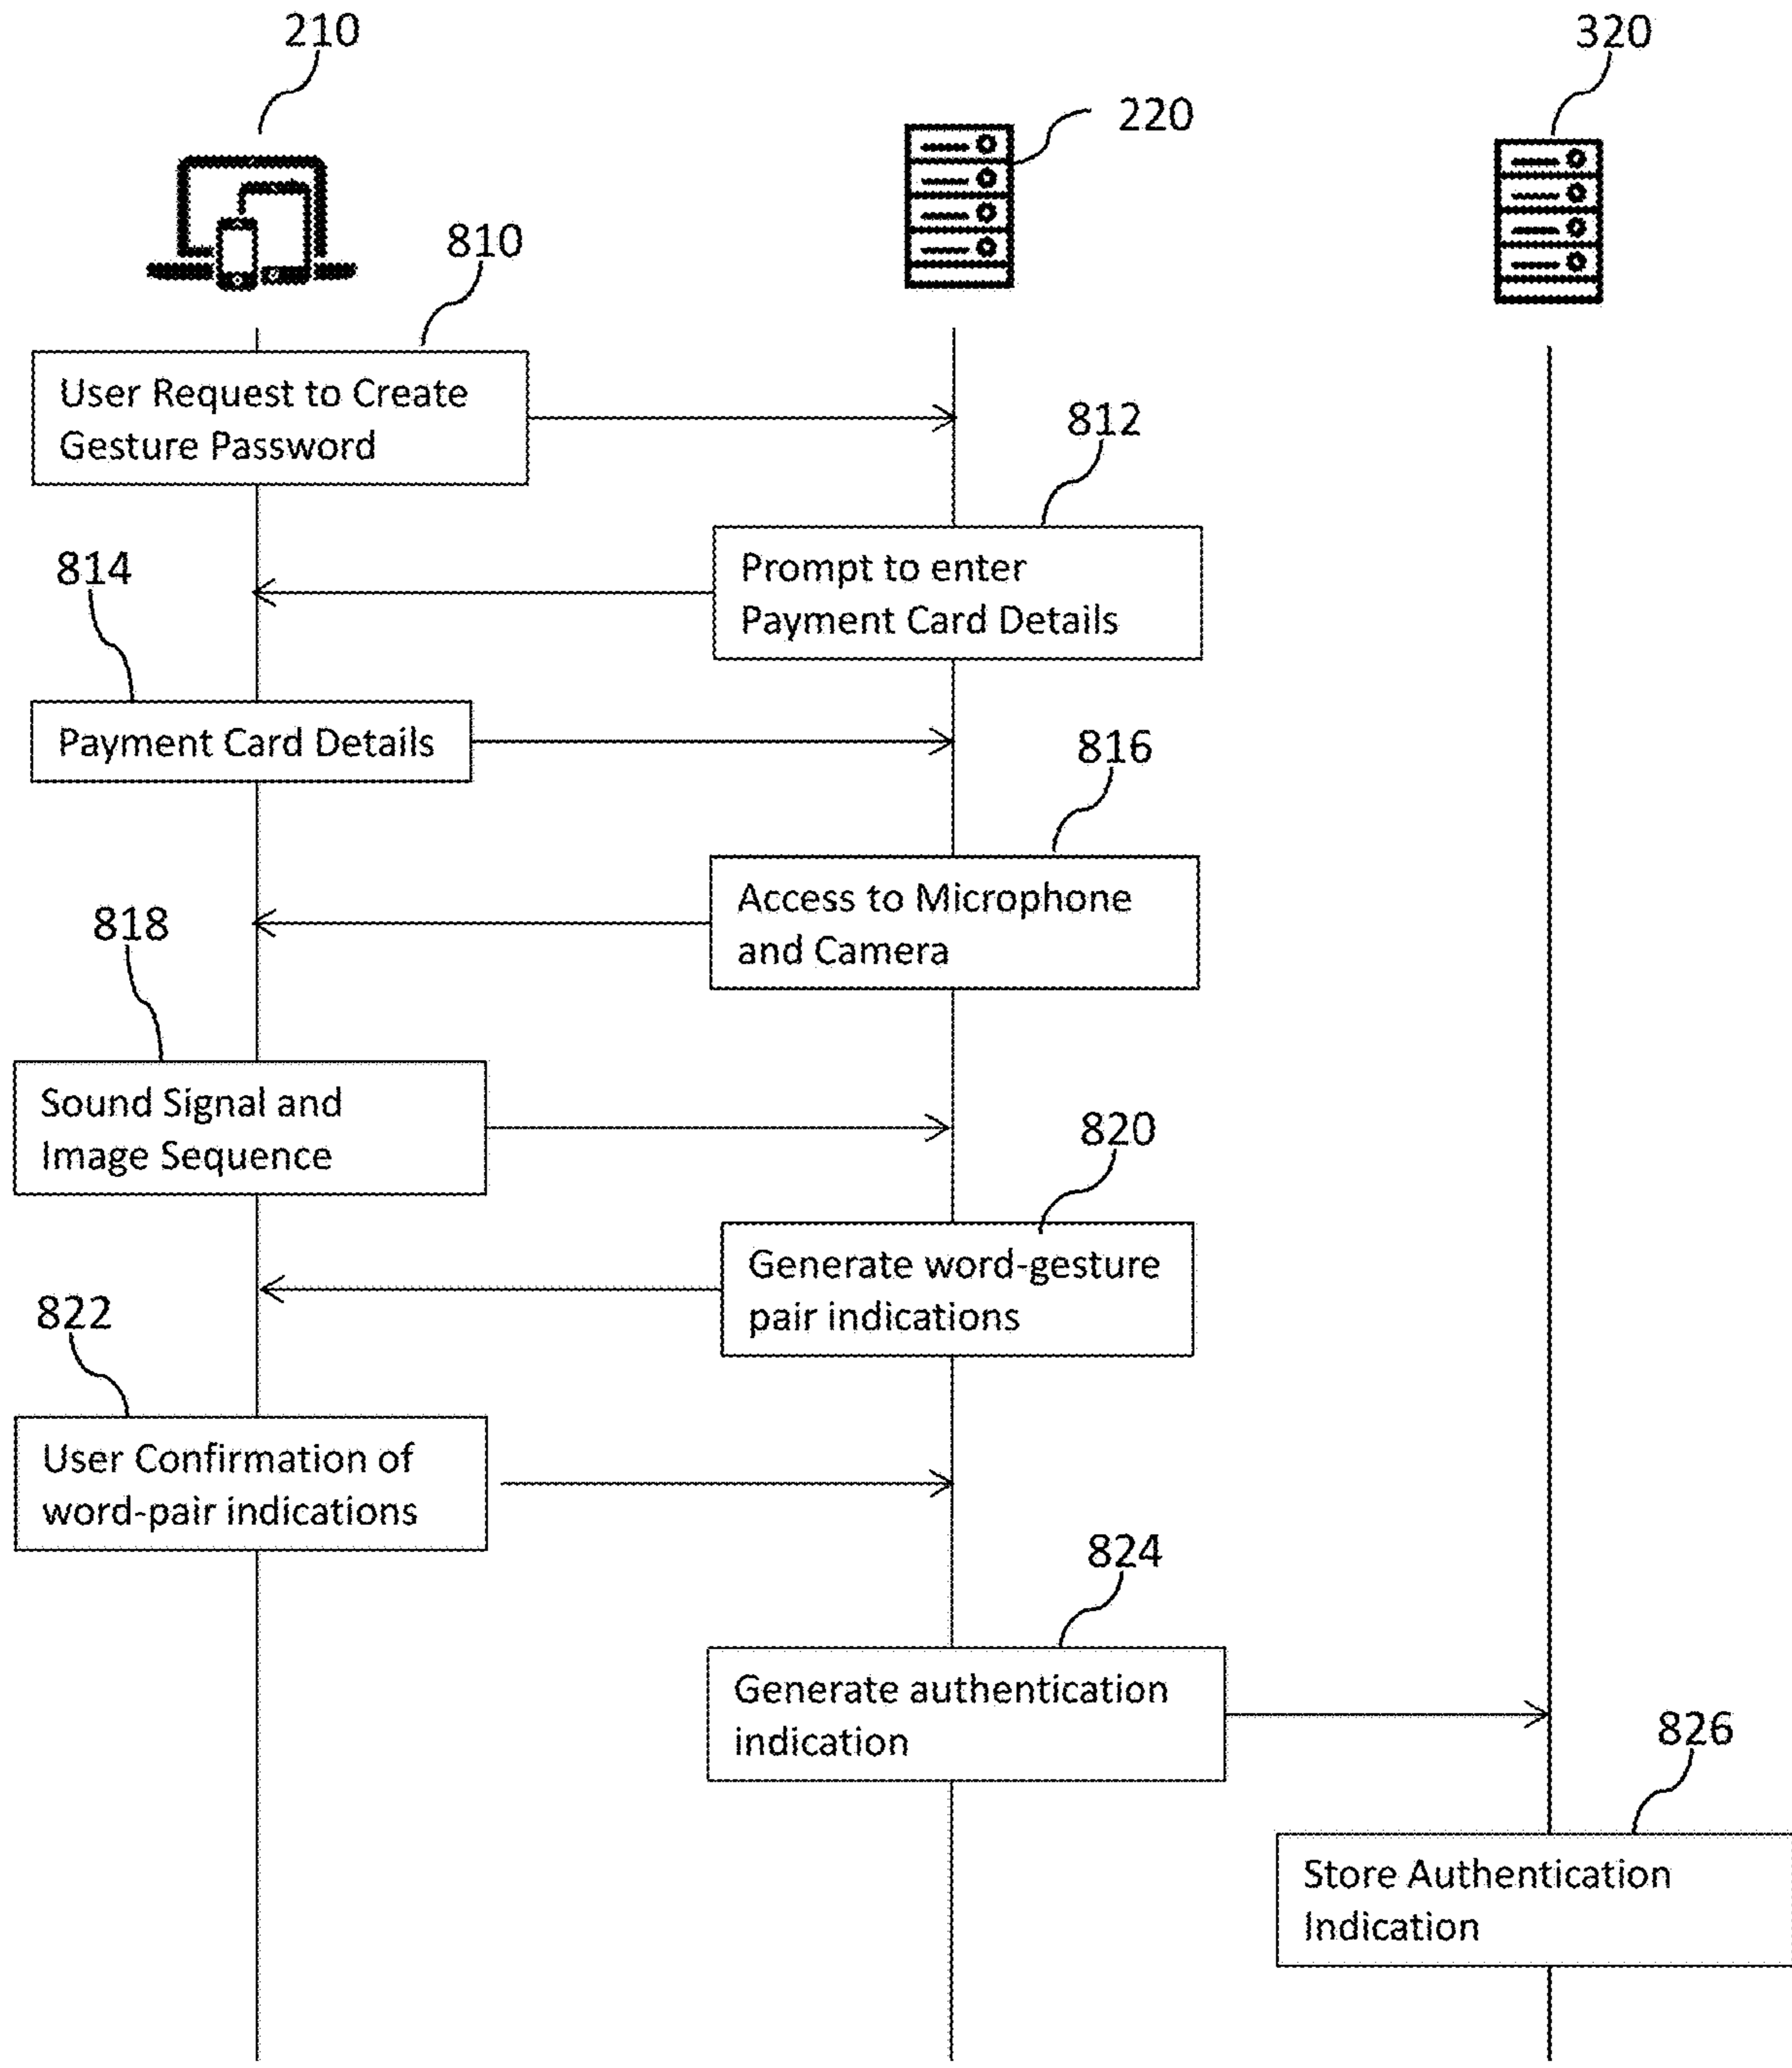 210
320
220
810
User Request to Create
Gesture Password
812
Prompt to enter
Payment Card Details
814
Payment Card Details
816
Access to Microphone
and Camera
818
Sound Signal and
Image Sequence
820
Generate word-gesture
pair indications
822
User Confirmation of
word-pair indications
824
Generate authentication
indication
826
Store Authentication
Indication